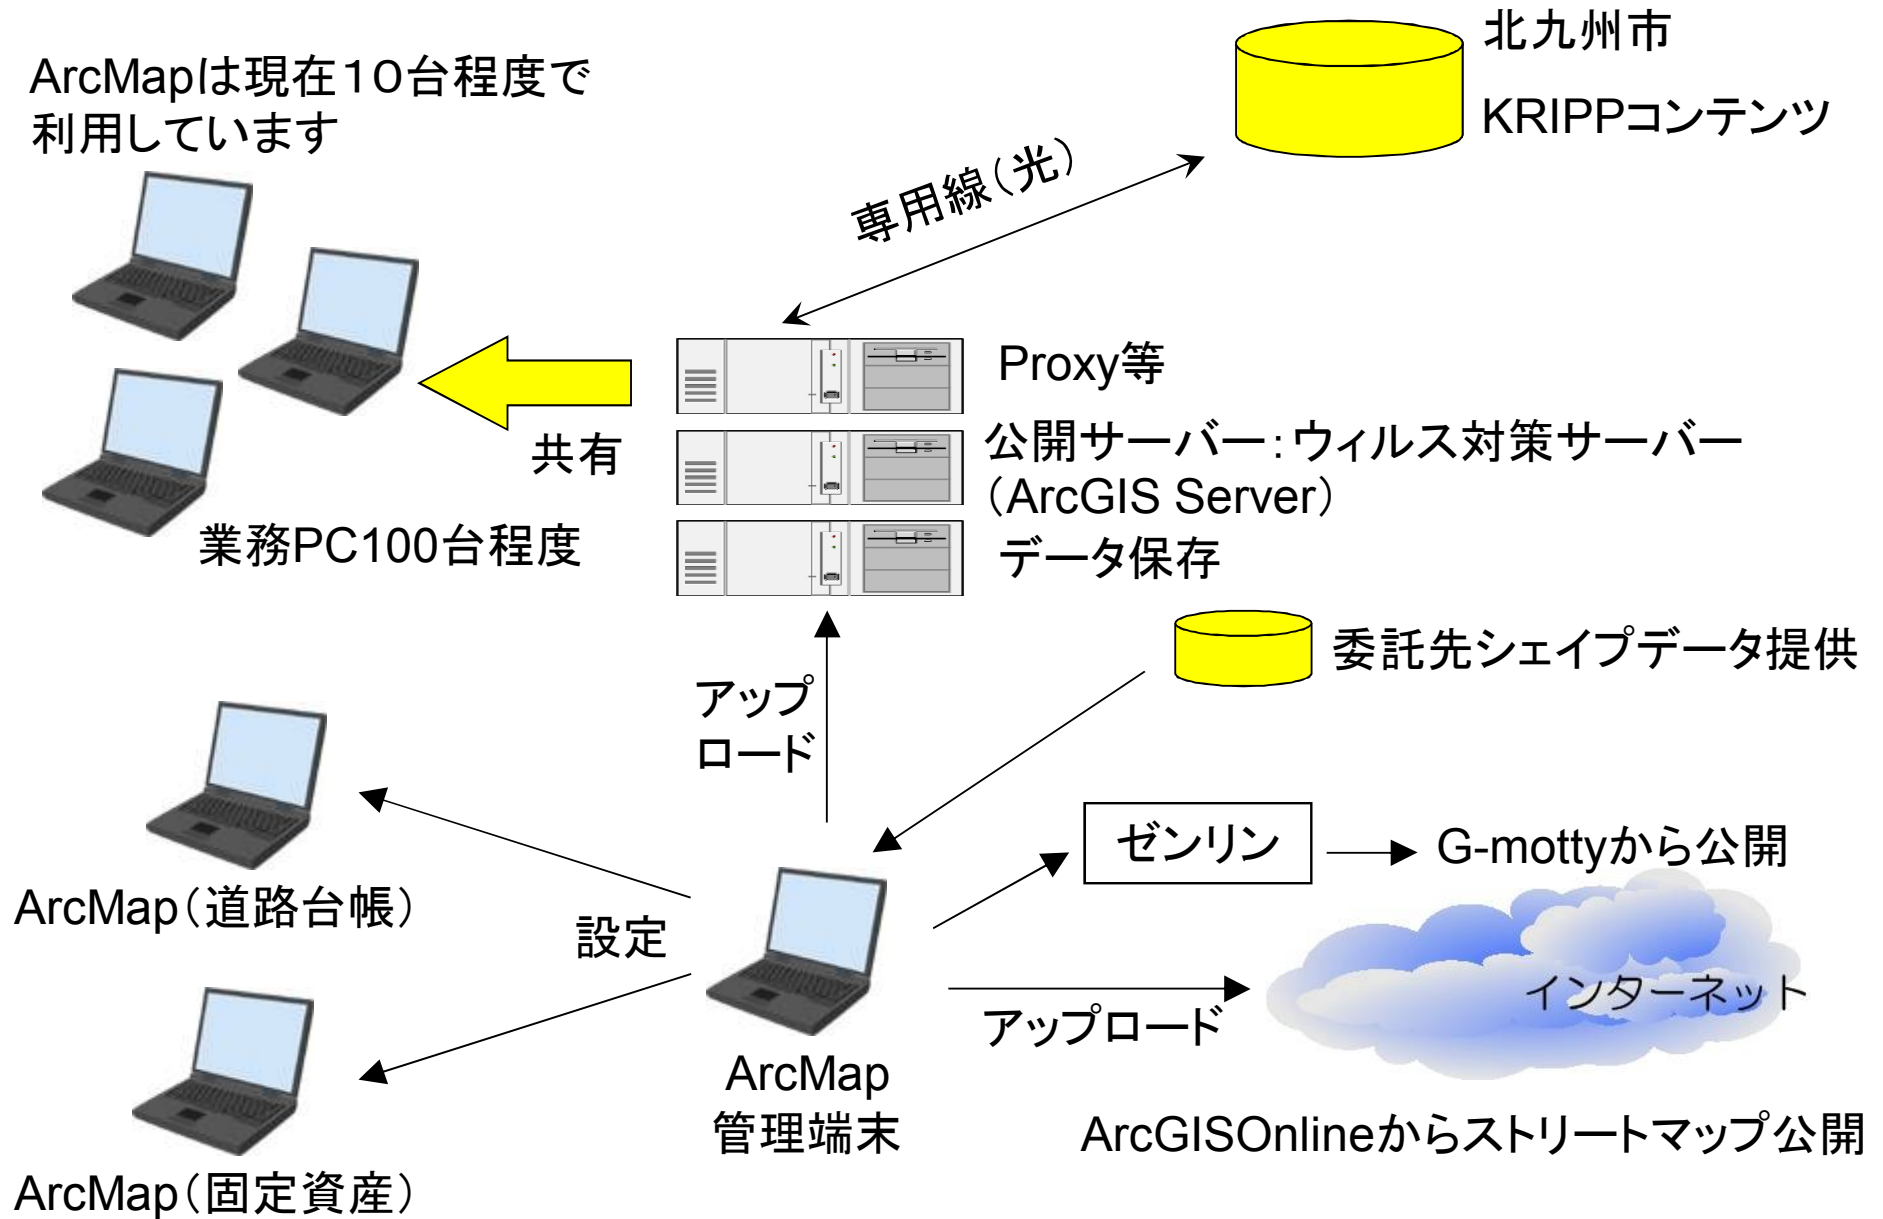 北九州市
KRIPPコンテンツ
ArcMapは現在10台程度で
利用しています
専用線(光)
Proxy等
公開サーバー:ウィルス対策サーバー
(ArcGIS Server)
データ保存
共有
業務PC100台程度
委託先シェイプデータ提供
アップ
ロード
ゼンリン
G-mottyから公開
ArcMap(道路台帳)
設定
インターネット
アップロード
ArcMap
管理端末
ArcGISOnlineからストリートマップ公開
ArcMap(固定資産)